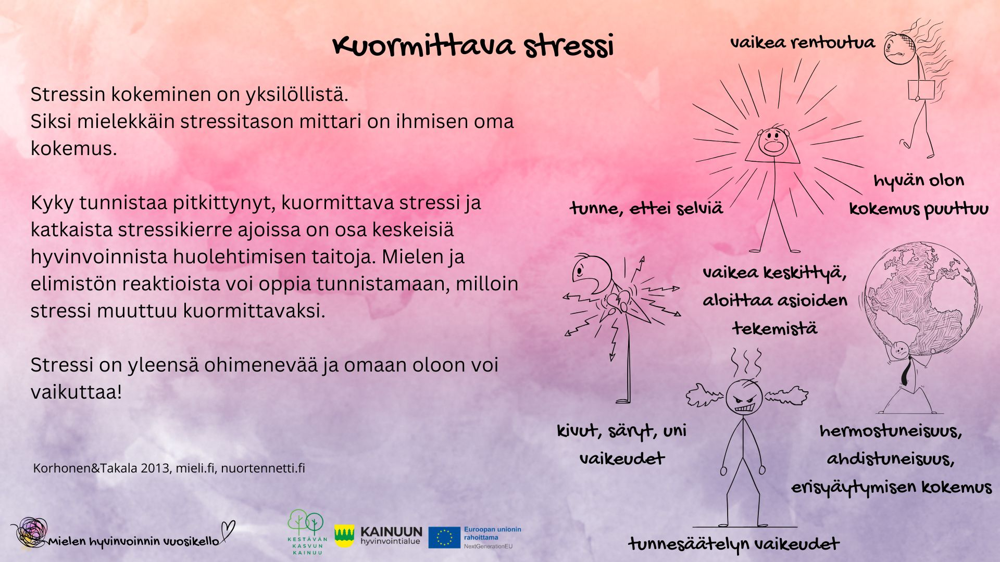 Kuormittava stressi
Stressin kokeminen on yksilöllistä.
Siksi mielekkäin stressitason mittari on ihmisen oma
kokemus.
Kyky tunnistaa pitkittynyt, kuormittava stressi ja
katkaista stressikierre ajoissa on osa keskeisiä
hyvinvoinnista huolehtimisen taitoja. Mielen ja
elimistön reaktioista voi oppia tunnistamaan, milloin
stressi muuttuu kuormittavaksi.
Stressi on yleensä ohimenevää ja omaan oloon voi
vaikuttaa!
Korhonen&Takala 2013, mieli.fi, nuortennetti.fi
vaikea rentoutua
hyvän olon
kokemus puuttuu
tunne, ettei selviä
vaikea keskittyä,
aloittaa asioiden
tekemistä
kivut, säryt, uni
vaikeudet
hermostuneisuus,
ahdistuneisuus,
erisyäytymisen kokemus
tunnesäätelyn vaikeudet
Mielen hyvinvoinnin vuosikello
KESTÄVÄN
KASVUN
KAINUU
KAINUUN
hyvinvointialue
Euroopan unionin
rahoittama
NextGenerationEU